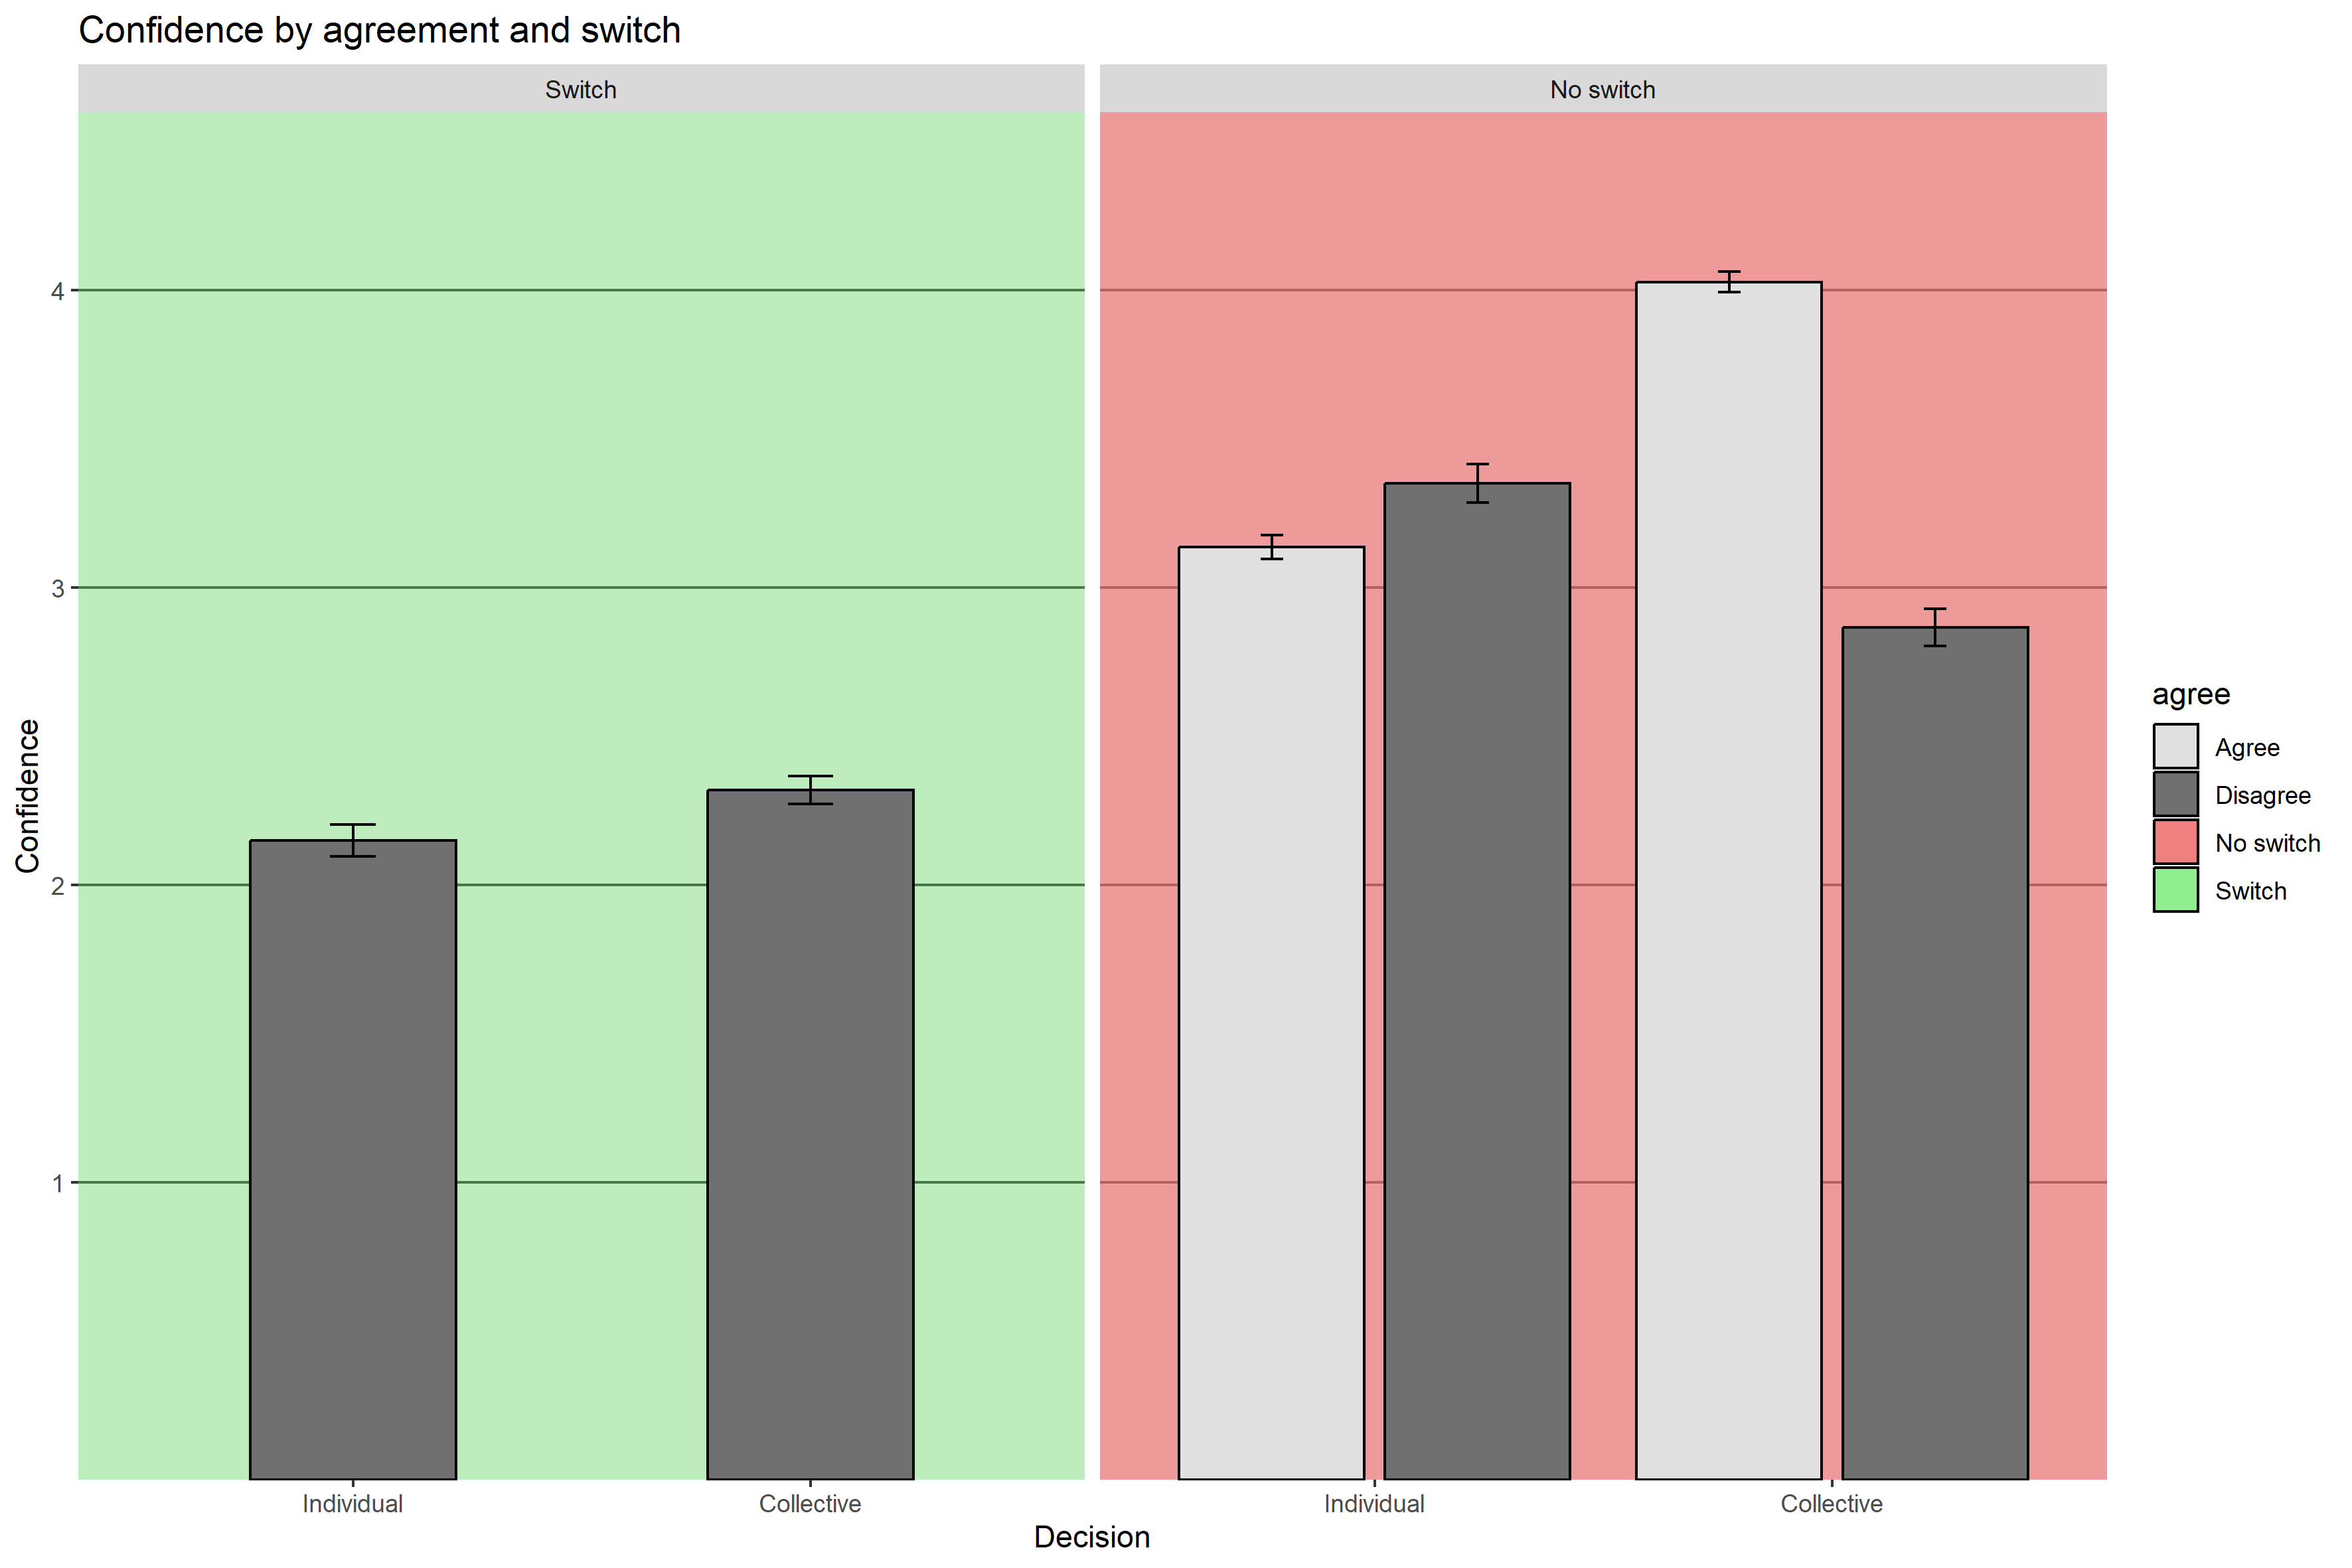 Confidence by agreement and switch
Switch
No switch
4
3
2
1
Confidence
Individual
Collective
Individual
Collective
Decision
agree
Agree
Disagree
No switch
Switch